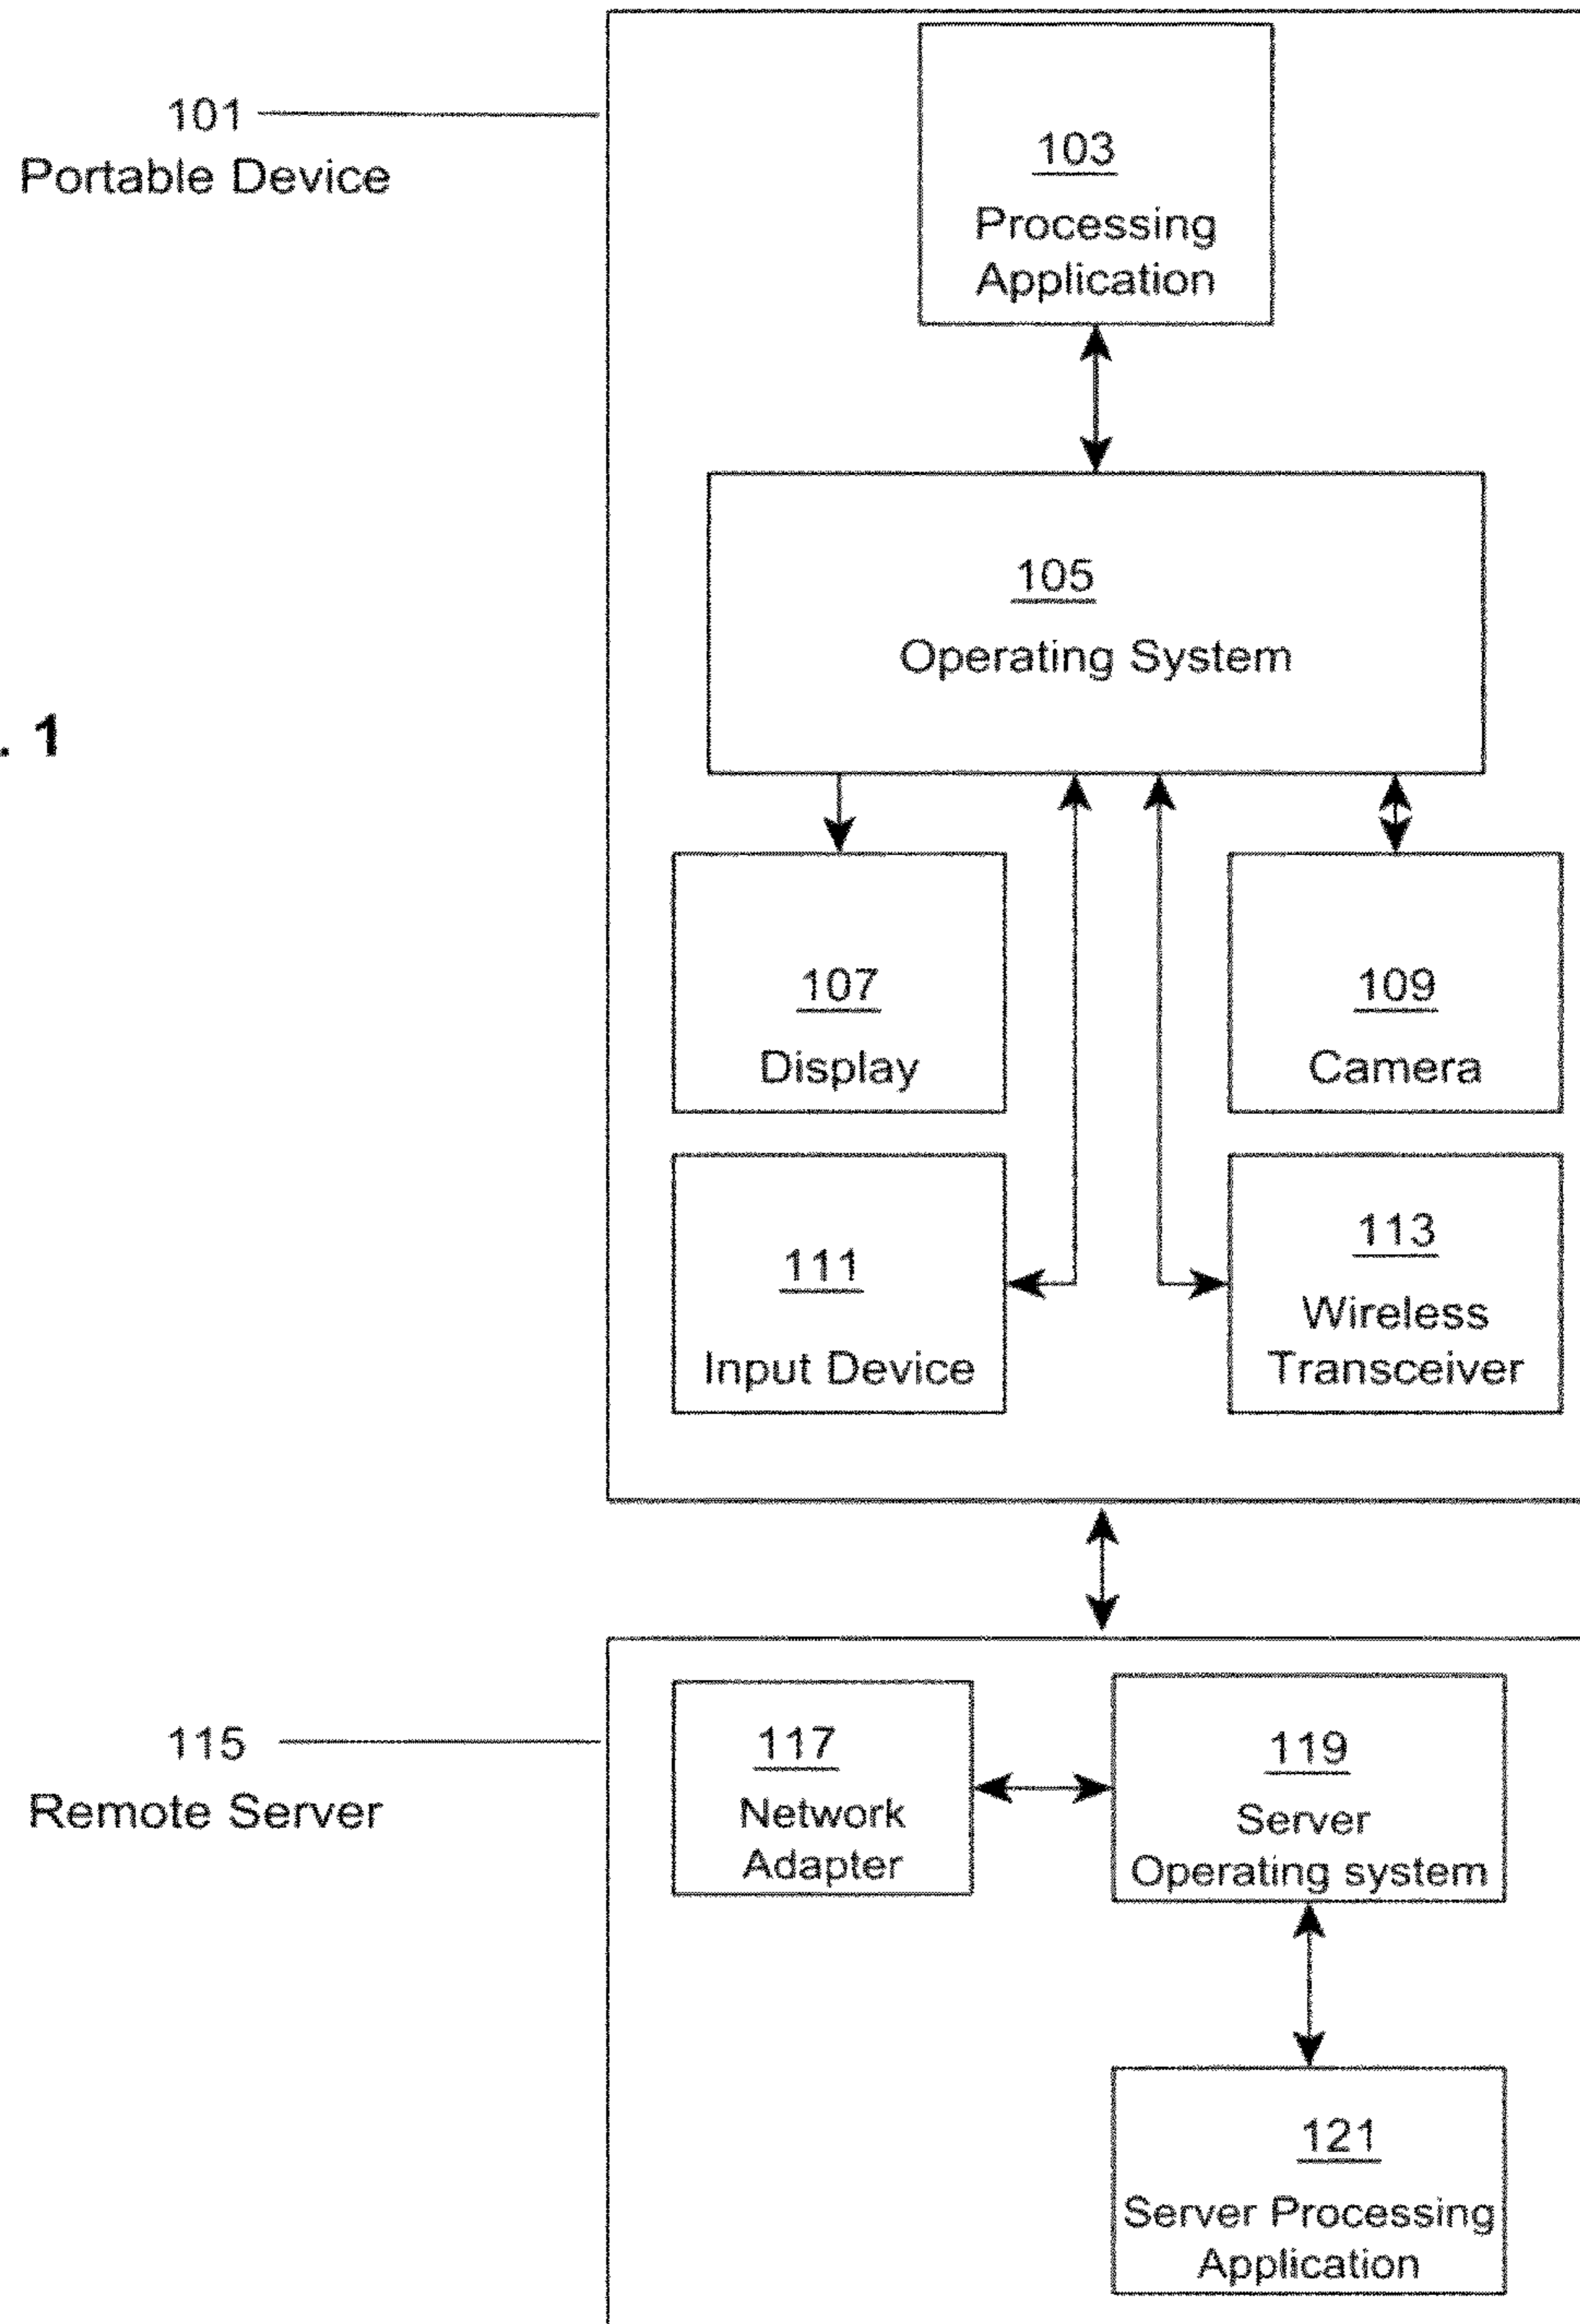 101
Portable Device
103
Processing
Application
105
Operating System
. 1
107
Display
109
Camera
111
Input Device
113
Wireless
Transceiver
115
Remote Server
117
Network
Adapter
119
Server
Operating system
121
Server Processing
Application